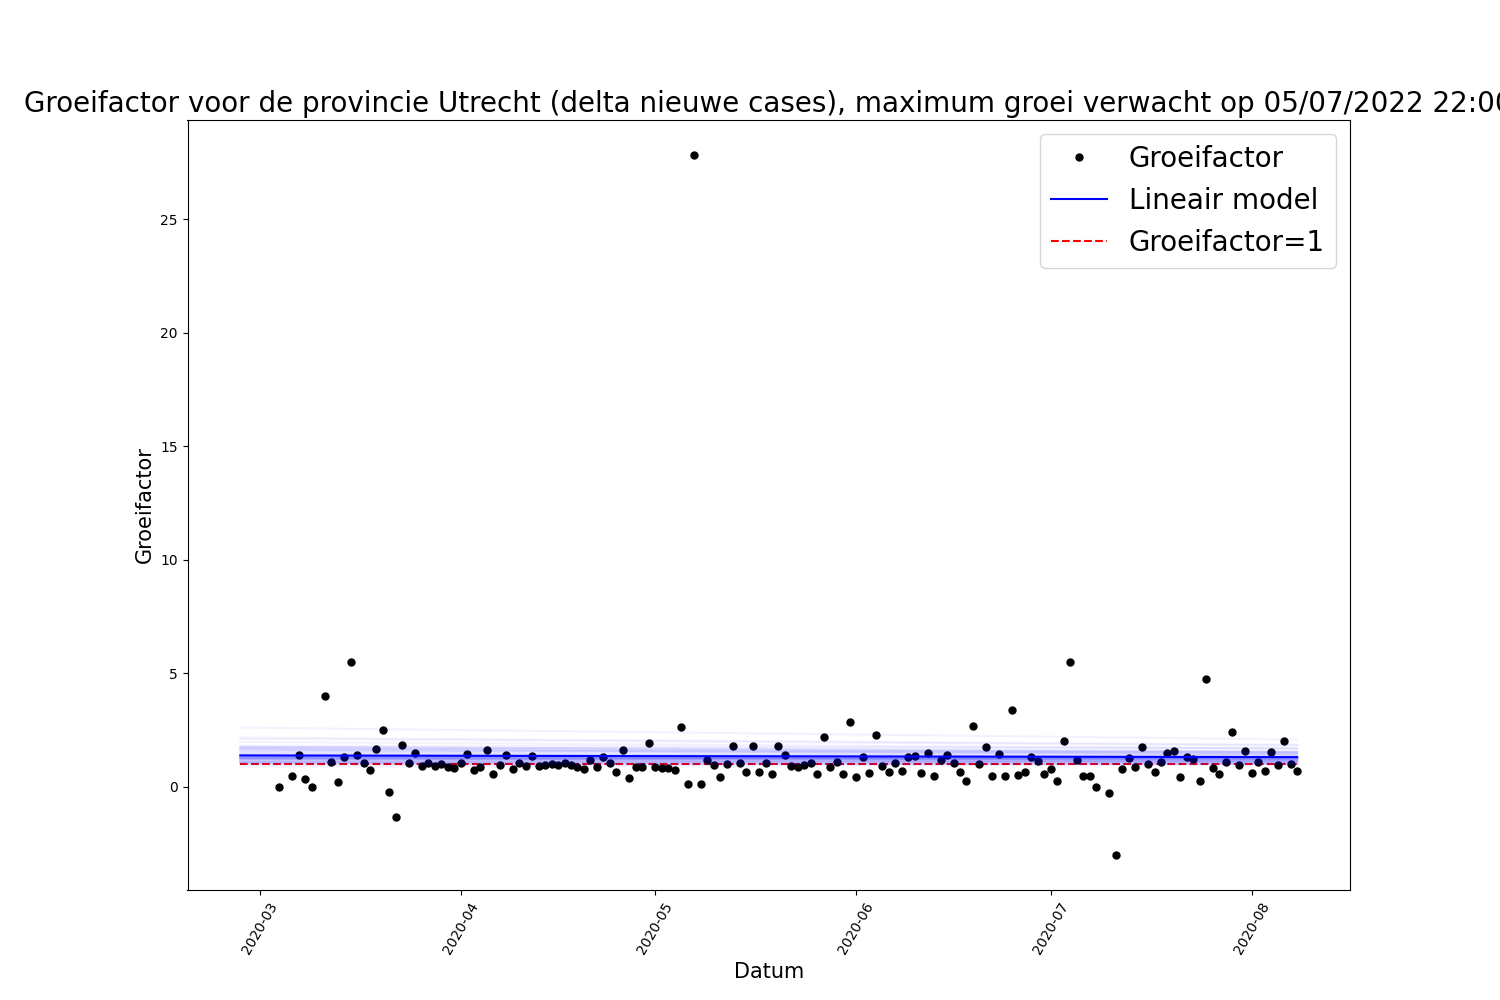 Groeifactor voor de provincie Utrecht (delta nieuwe cases), maximum groei verwacht op 05/07/2022 22:00
Groeifactor
Lineair model
Groeifactor=1
25
20
15
10
5
0
Groeifactor
2020-03
2020-04
2020-05
2020-06
2020-07
2020-08
Datum